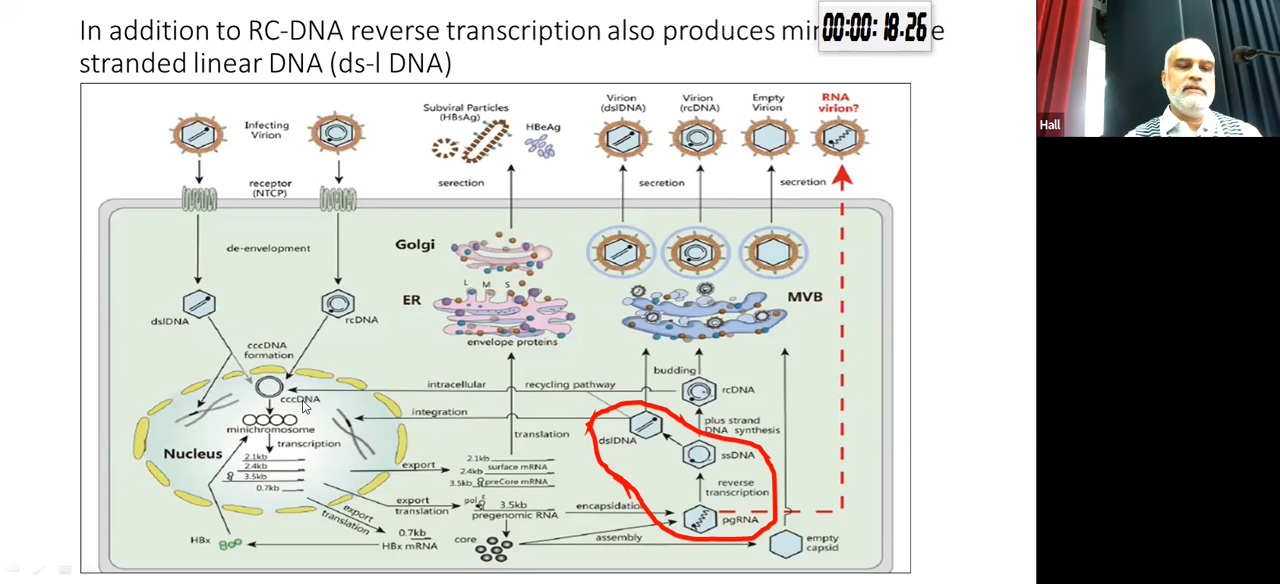 In addition to RC-DNA reverse transcription also produces
stranded linear DNA (ds-l DNA)
00:00: 18.26
Hall
Infecting
Virion
Subviral Particles
(HBsAg)
HBeAg
Virion
(dslDNA)
Virion
(rcDNA)
Empty
Virion
RNA
virion?
receptor
(NTCP)
serection
secretion
secretion
de-envelopment
Golgi
L M S
ER
MVB
envelope proteins
dslDNA
rcDNA
cccDNA
formation
budding
intracellular
recycling pathway
rcDNA
cccDNA
integration
plus strand
DNA synthesis
minichromosome
transcription
translation
dslDNA
ssDNA
Nucleus
2.1kb
2.4kb
3.5kb
0.7kb
export
2.1kb
2.4kb surface mRNA
3.5kb preCore mRNA
reverse
transcription
export
translation
pol ε
3.5kb
pregenomic RNA
encapsidation
pgRNA
export
translation
0.7kb
HBx mRNA
HBx
core
assembly
empty
capsid